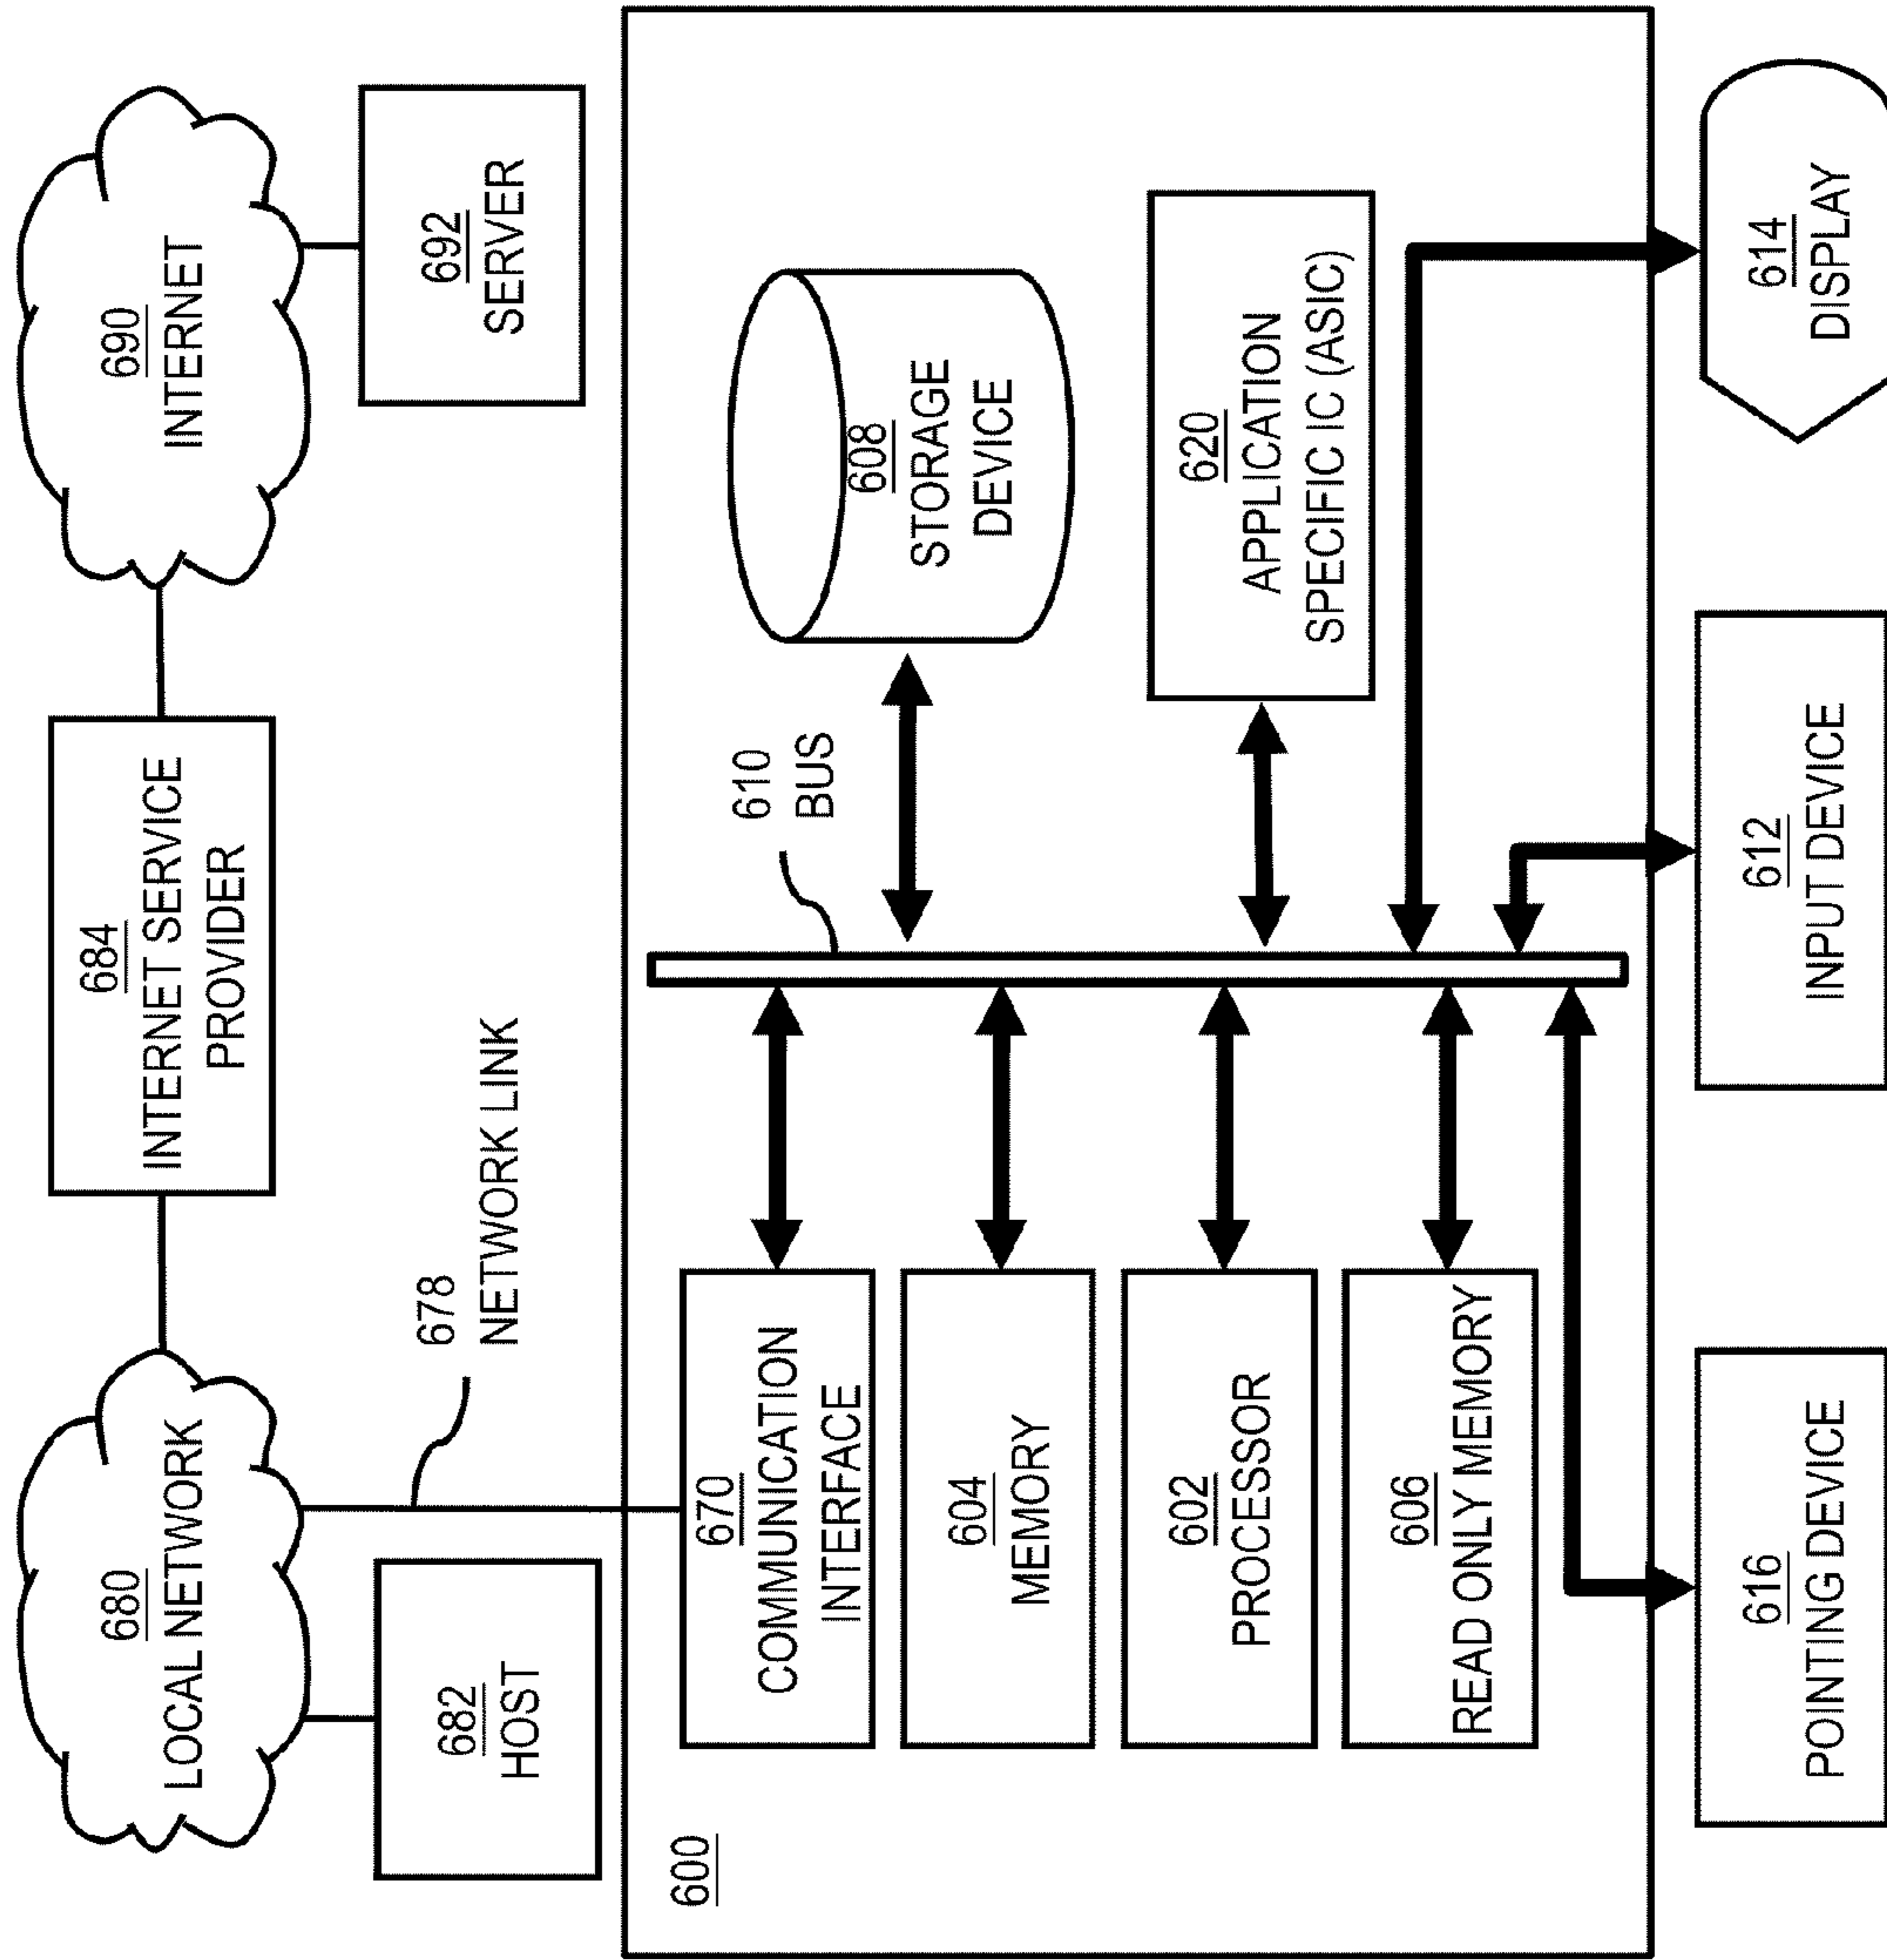 680
LOCAL NETWORK
684
INTERNET SERVICE
PROVIDER
690
INTERNET
682
HOST
678
NETWORK LINK
692
SERVER
600
670
COMMUNICATION
INTERFACE
610
BUS
608
STORAGE
DEVICE
604
MEMORY
602
PROCESSOR
620
APPLICATION
SPECIFIC IC (ASIC)
606
READ ONLY MEMORY
616
POINTING DEVICE
612
INPUT DEVICE
614
DISPLAY